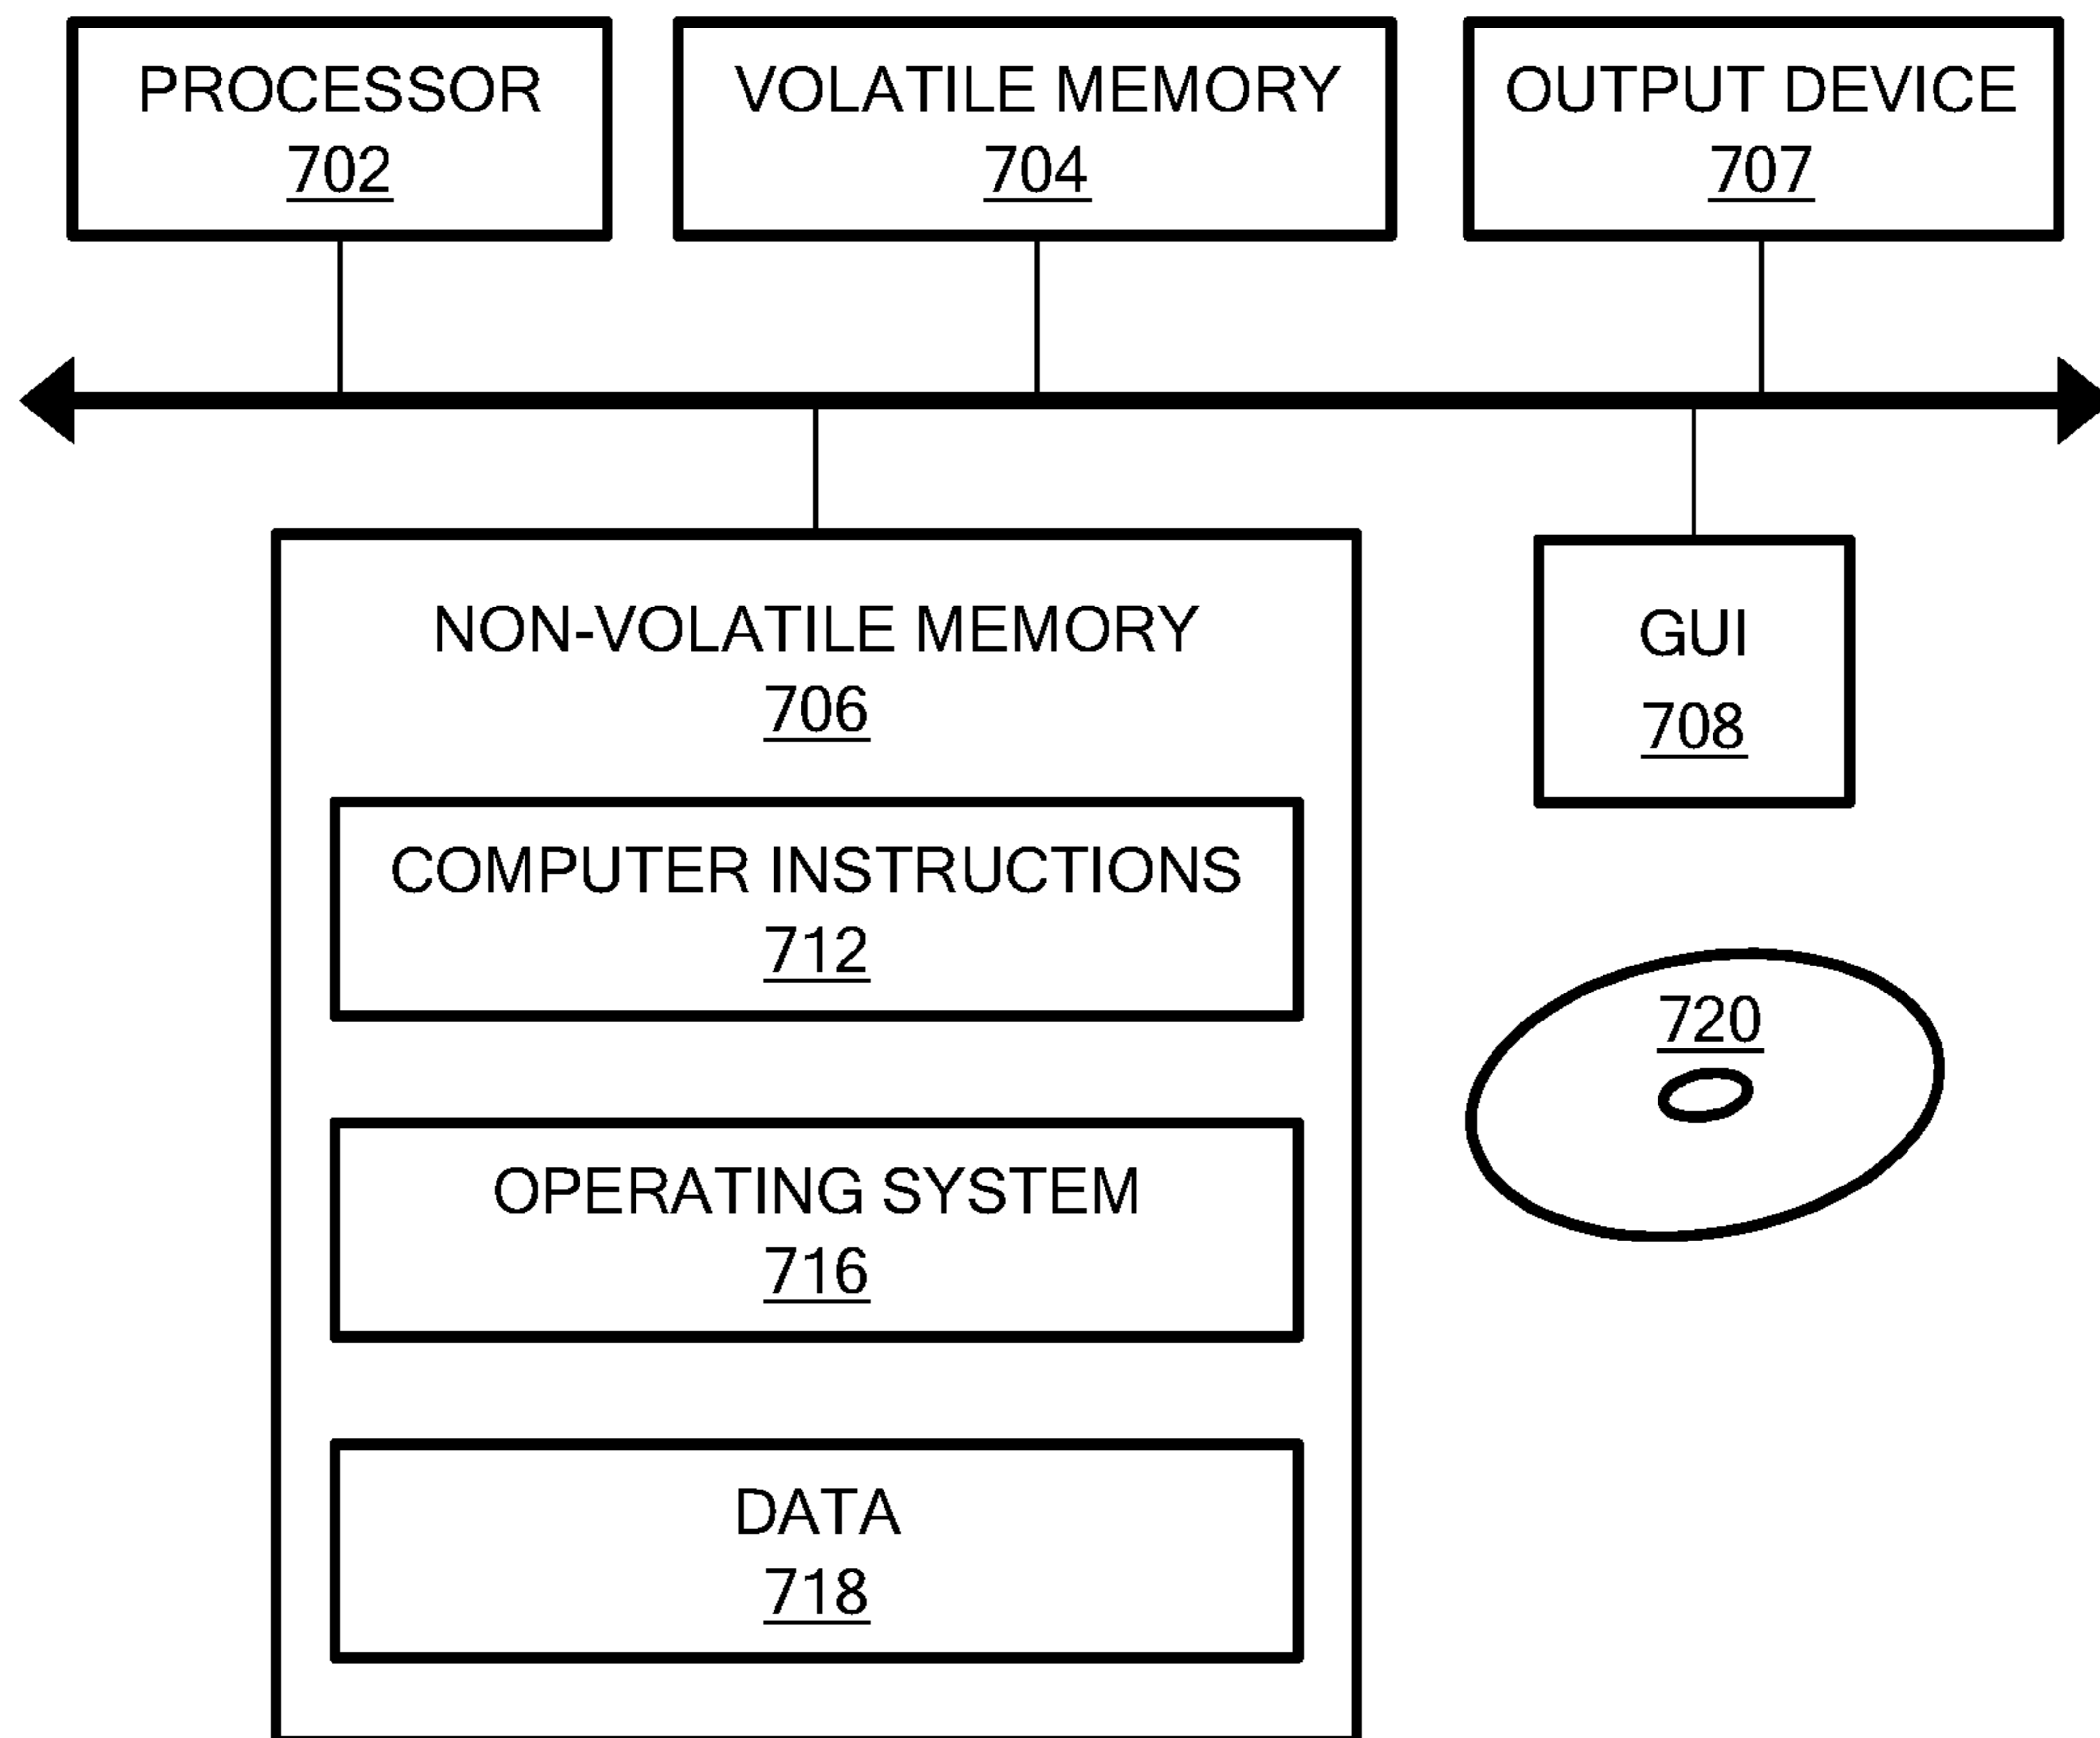 PROCESSOR
702
VOLATILE MEMORY
704
OUTPUT DEVICE
707
NON-VOLATILE MEMORY
706
GUI
708
COMPUTER INSTRUCTIONS
712
720
OPERATING SYSTEM
716
DATA
718